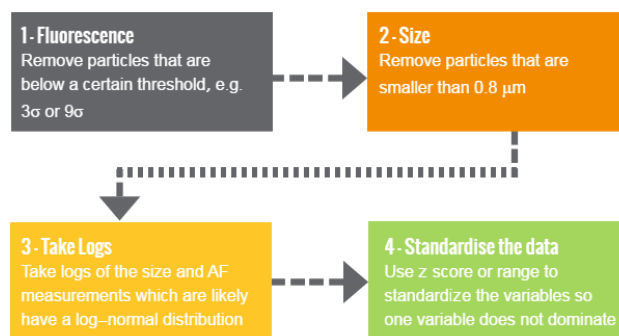 1 - Fluorescence
Remove particles that are
below a certain threshold, e.g.
3σ or 9σ
2 - Size
Remove particles that are
smaller than 0.8 μm
3 - Take Logs
Take logs of the size and AF
measurements which are likely
have a log–normal distribution
4 - Standardise the data
Use z score or range to
standardize the variables so
one variable does not dominate